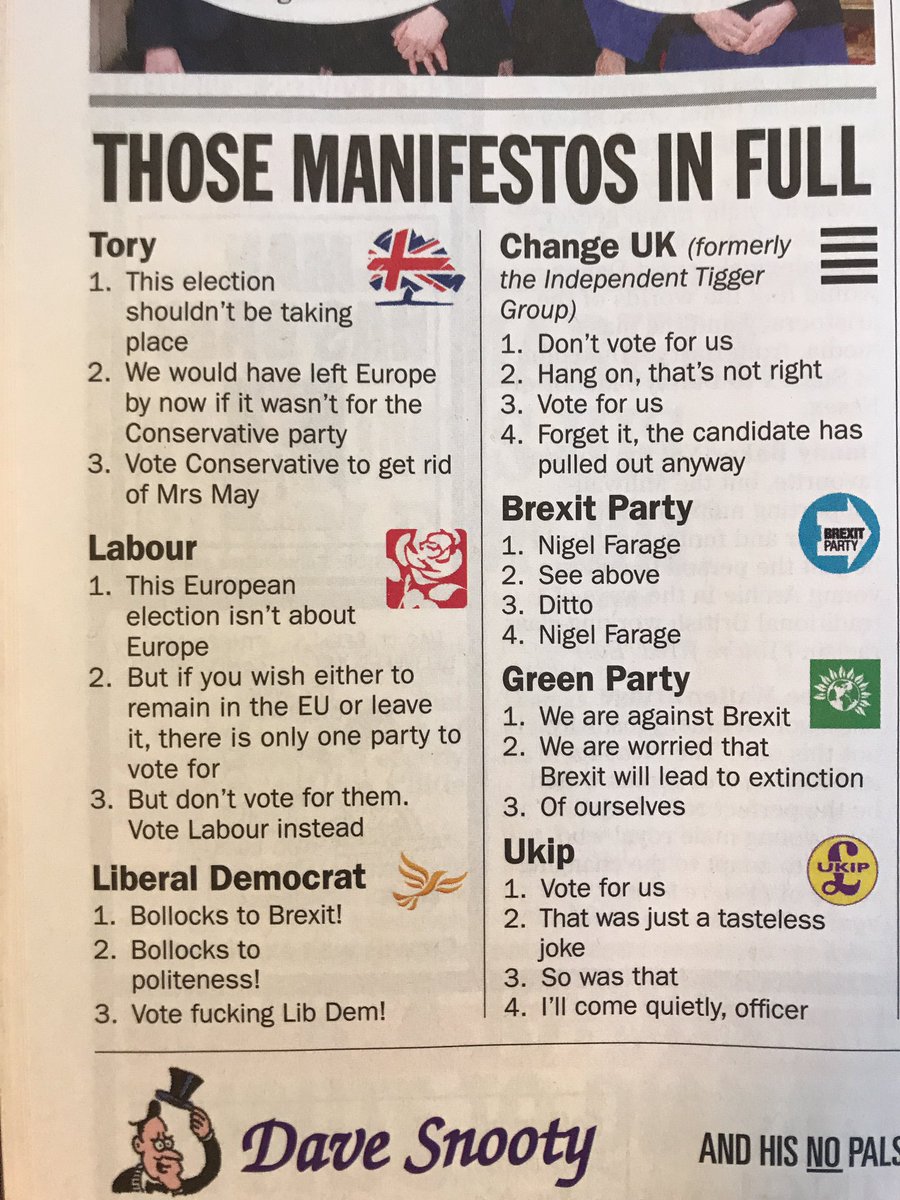 THOSE MANIFESTOS IN FULL
Tory
1. This election
shouldn't be taking
place
2. We would have left Europe
by now if it wasn't for the
Conservative party
3. Vote Conservative to get rid
of Mrs May
Labour
1. This European
election isn't about
Europe
2. But if you wish either to
remain in the EU or leave
it, there is only one party to
vote for
3. But don't vote for them.
Vote Labour instead
Liberal Democrat
1. Bollocks to Brexit!
2. Bollocks to
politeness!
3. Vote fucking Lib Dem!
Change UK (formerly
the Independent Tigger
Group)
1. Don't vote for us
2. Hang on, that's not right
3. Vote for us
4. Forget it, the candidate has
pulled out anyway
Brexit Party
BREXIT
PARTY
1. Nigel Farage
2. See above
3. Ditto
4. Nigel Farage
Green Party
1. We are against Brexit
2. We are worried that
Brexit will lead to extinction
3. Of ourselves
Ukip
UKIP
£
1. Vote for us
2. That was just a tasteless
joke
3. So was that
4. I'll come quietly, officer
Dave Snooty
AND HIS NO PALS